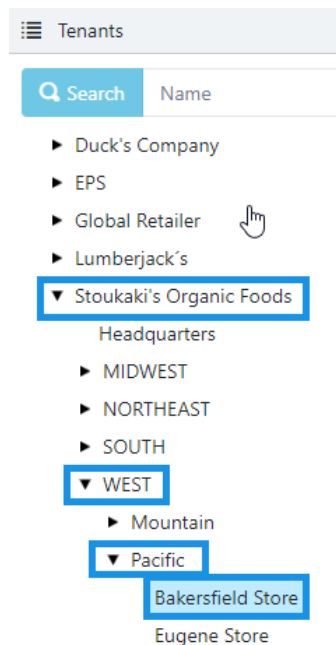 Tenants
Search Name
Duck's Company
EPS
Global Retailer
Lumberjack´s
Stoukaki's Organic Foods
Headquarters
MIDWEST
NORTHEAST
SOUTH
WEST
Mountain
Pacific
Bakersfield Store
Eugene Store